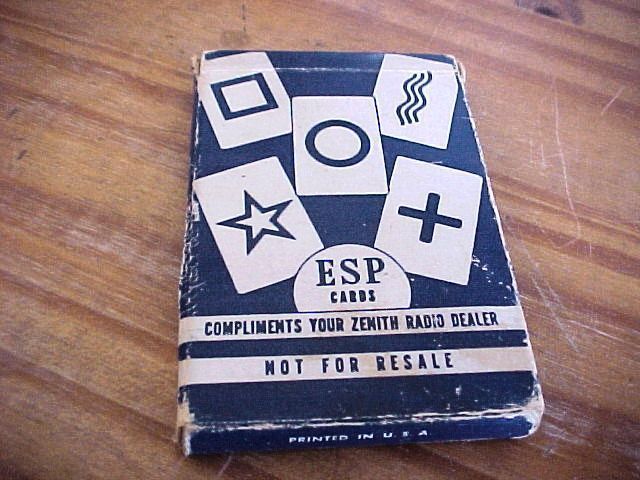 ESP
CARDS
COMPLIMENTS YOUR ZENITH RADIO DEALER
NOT FOR RESALE
PRINTED IN U.S.A